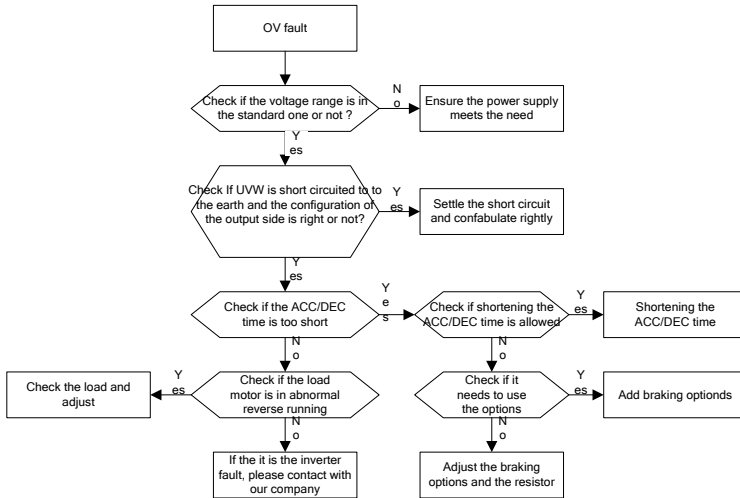 OV fault
Check if the voltage range is in
the standard one or not ?
N
o
Ensure the power supply
meets the need
Y
es
Check If UVW is short circuited to to
the earth and the configuration of
the output side is right or not?
Y
es
Settle the short circuit
and confabulate rightly
Y
es
Check if the ACC/DEC
time is too short
Y
e
s
Check if shortening the
ACC/DEC time is allowed
Y
es
Shortening the
ACC/DEC time
N
o
N
o
Check the load and
adjust
Y
es
Check if the load
motor is in abnormal
reverse running
Check if it
needs to use
the options
Y
es
Add braking optionds
N
o
N
o
If the it is the inverter
fault, please contact with
our company
Adjust the braking
options and the resistor